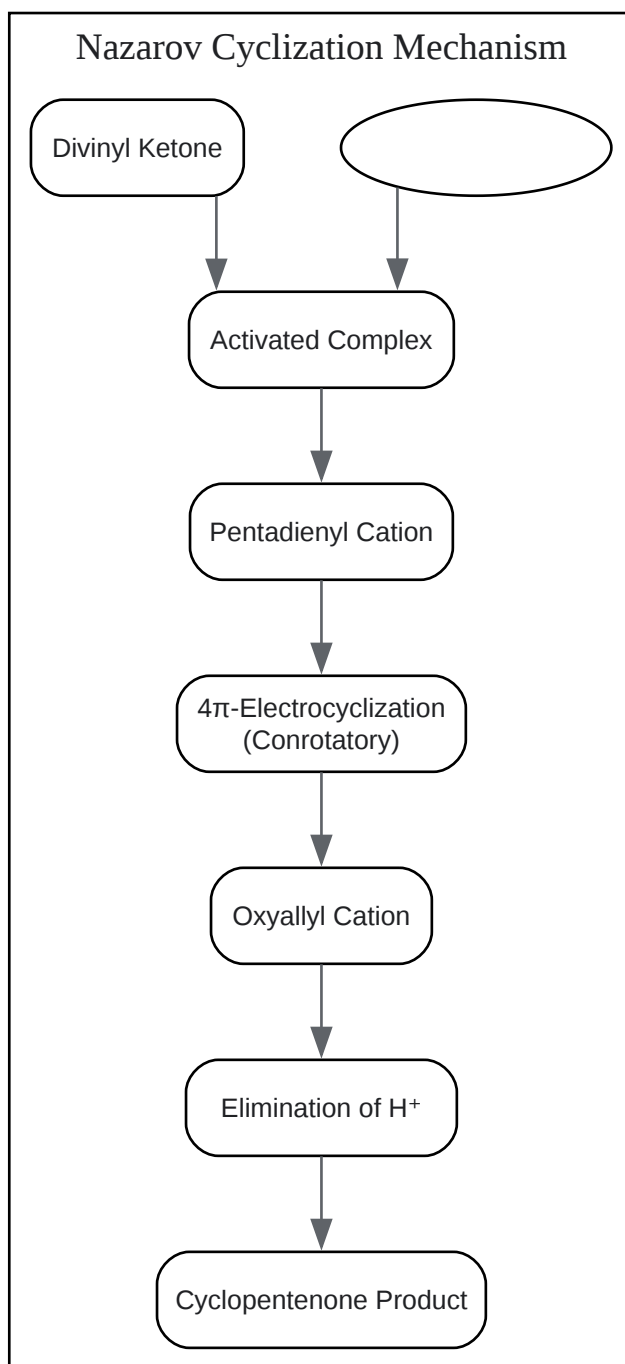 Nazarov Cyclization Mechanism
Divinyl Ketone
Activated Complex
Pentadienyl Cation
4π-Electrocyclization
(Conrotatory)
Oxyallyl Cation
Elimination of H⁺
Cyclopentenone Product